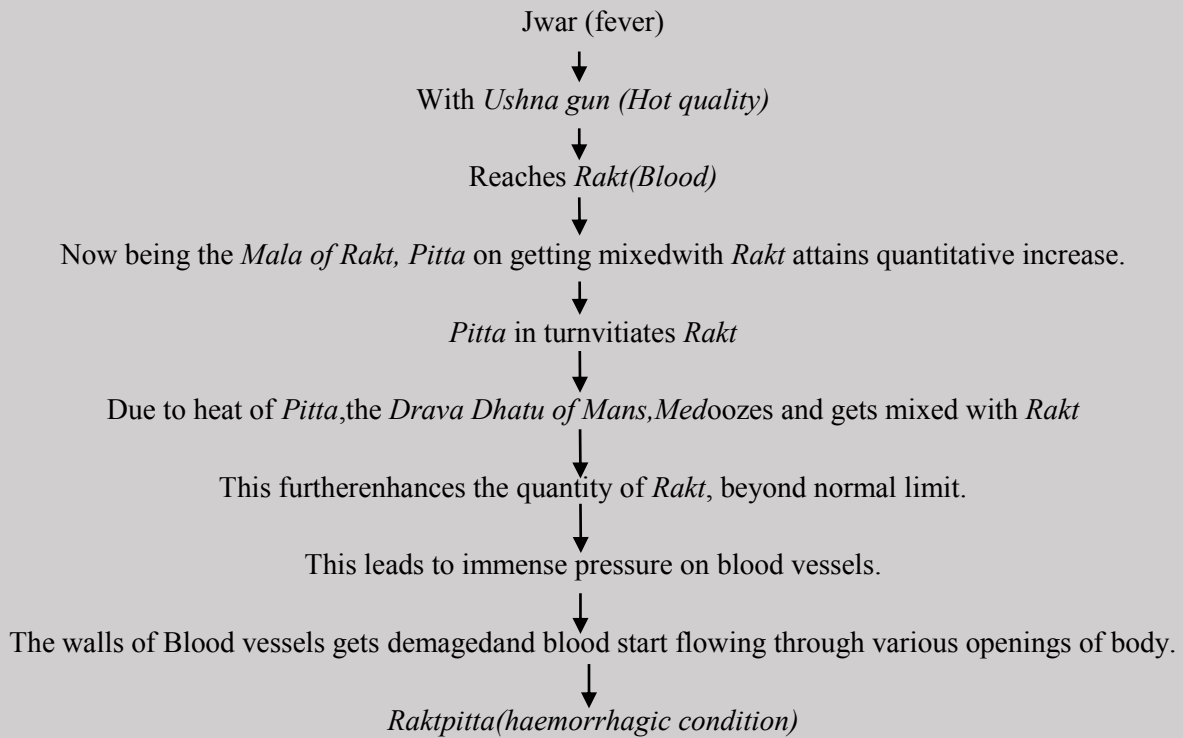 Jwar (fever)
With Ushna gun (Hot quality)
Reaches Rakt(Blood)
Now being the Mala of Rakt, Pitta on getting mixedwith Rakt attains quantitative increase.
Pitta in turnvitiates Rakt
Due to heat of Pitta,the Drava Dhatu of Mans,Medoozes and gets mixed with Rakt
This furtherenhances the quantity of Rakt, beyond normal limit.
This leads to immense pressure on blood vessels.
The walls of Blood vessels gets demagedand blood start flowing through various openings of body.
Raktpitta(haemorrhagic condition)